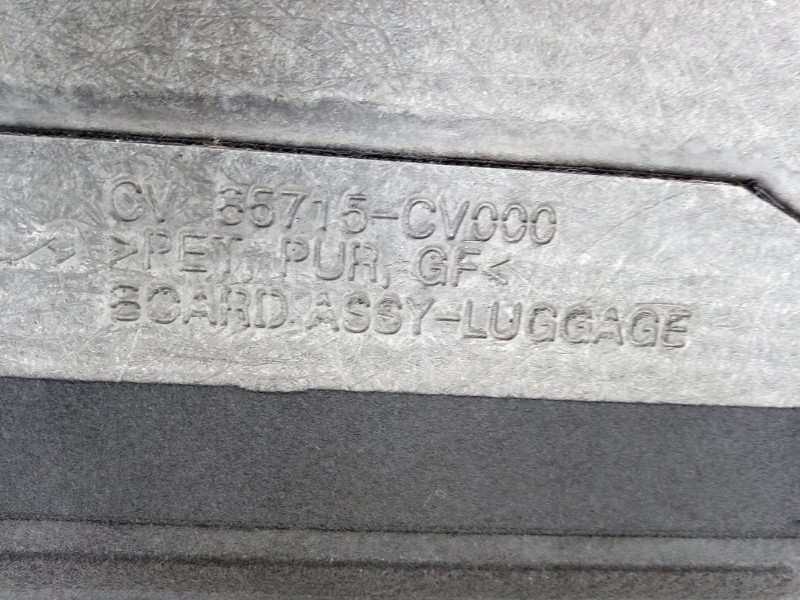 CV 85715-CV000
>PET, PUR, GF<
BOARD ASSY-LUGGAGE